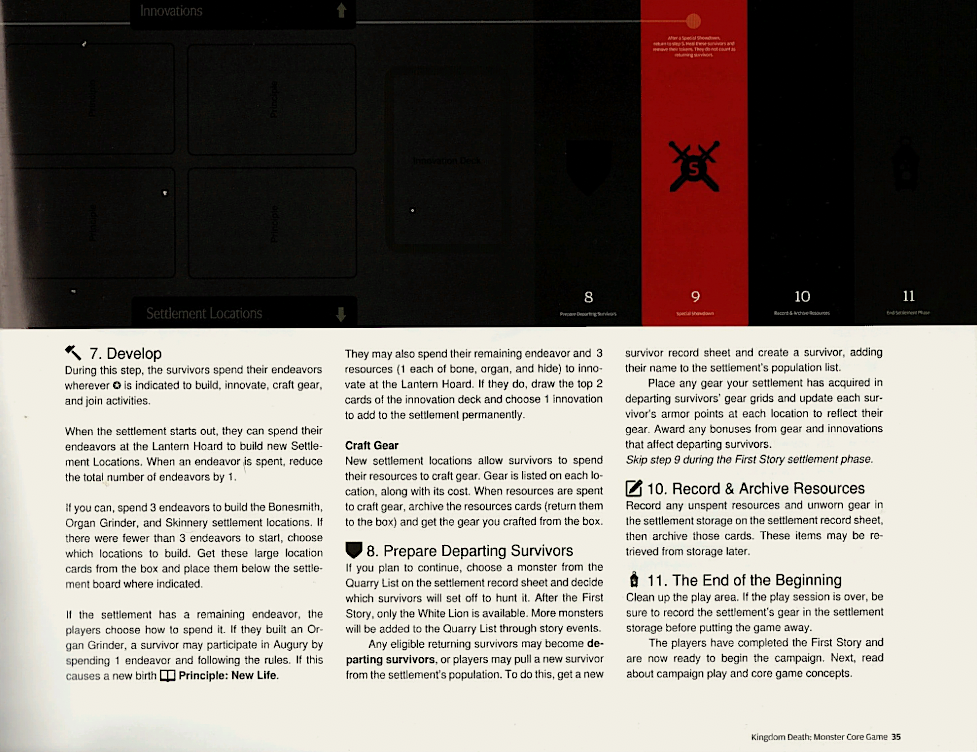 Innovations
After a Special Showdown,
return to step 5. Heal these survivors and
remove their tokens. They do not count as
returning survivors.
Principle
Principle
Principle
Principle
Innovation Deck
S
Settlement Locations
8
Prepare Departing Survivors
9
Special Showdown
10
Record & Archive Resources
11
End Settlement Phase
7. Develop
During this step, the survivors spend their endeavors
wherever is indicated to build, innovate, craft gear,
and join activities.
When the settlement starts out, they can spend their
endeavors at the Lantern Hoard to build new Settle-
ment Locations. When an endeavor is spent, reduce
the total number of endeavors by 1.
If you can, spend 3 endeavors to build the Bonesmith,
Organ Grinder, and Skinnery settlement locations. If
there were fewer than 3 endeavors to start, choose
which locations to build. Get these large location
cards from the box and place them below the settle-
ment board where indicated.
If the settlement has a remaining endeavor, the
players choose how to spend it. If they built an Or-
gan Grinder, a survivor may participate in Augury by
spending 1 endeavor and following the rules. If this
causes a new birth Principle: New Life.
They may also spend their remaining endeavor and 3
resources (1 each of bone, organ, and hide) to inno-
vate at the Lantern Hoard. If they do, draw the top 2
cards of the innovation deck and choose 1 innovation
to add to the settlement permanently.
Craft Gear
New settlement locations allow survivors to spend
their resources to craft gear. Gear is listed on each lo-
cation, along with its cost. When resources are spent
to craft gear, archive the resources cards (return them
to the box) and get the gear you crafted from the box.
8. Prepare Departing Survivors
If you plan to continue, choose a monster from the
Quarry List on the settlement record sheet and decide
which survivors will set off to hunt it. After the First
Story, only the White Lion is available. More monsters
will be added to the Quarry List through story events.
Any eligible returning survivors may become de-
parting survivors, or players may pull a new survivor
from the settlement's population. To do this, get a new
survivor record sheet and create a survivor, adding
their name to the settlement's population list.
Place any gear your settlement has acquired in
departing survivors' gear grids and update each sur-
vivor's armor points at each location to reflect their
gear. Award any bonuses from gear and innovations
that affect departing survivors.
Skip step 9 during the First Story settlement phase.
10. Record & Archive Resources
Record any unspent resources and unworn gear in
the settlement storage on the settlement record sheet,
then archive those cards. These items may be re-
trieved from storage later.
11. The End of the Beginning
Clean up the play area. If the play session is over, be
sure to record the settlement's gear in the settlement
storage before putting the game away.
The players have completed the First Story and
are now ready to begin the campaign. Next, read
about campaign play and core game concepts.
Kingdom Death: Monster Core Game 35